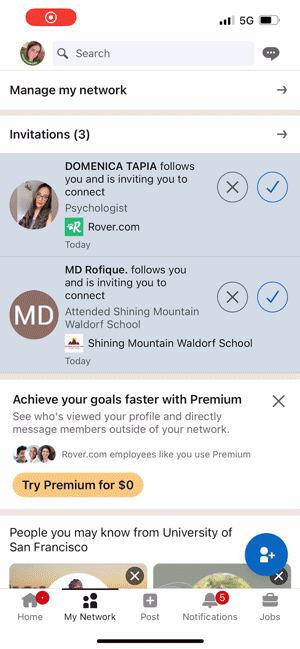 5G
Search
Manage my network
Invitations (3)
DOMENICA TAPIA follows
you and is inviting you to
connect
Psychologist
Rover.com
Today
MD
MD Rofique. follows you
and is inviting you to
connect
Attended Shining Mountain
Waldorf School
Shining Mountain Waldorf School
Today
Achieve your goals faster with Premium
See who's viewed your profile and directly
message members outside of your network.
Rover.com employees like you use Premium
Try Premium for $0
People you may know from University of
San Francisco
5
Home
My Network
Post
Notifications
Jobs